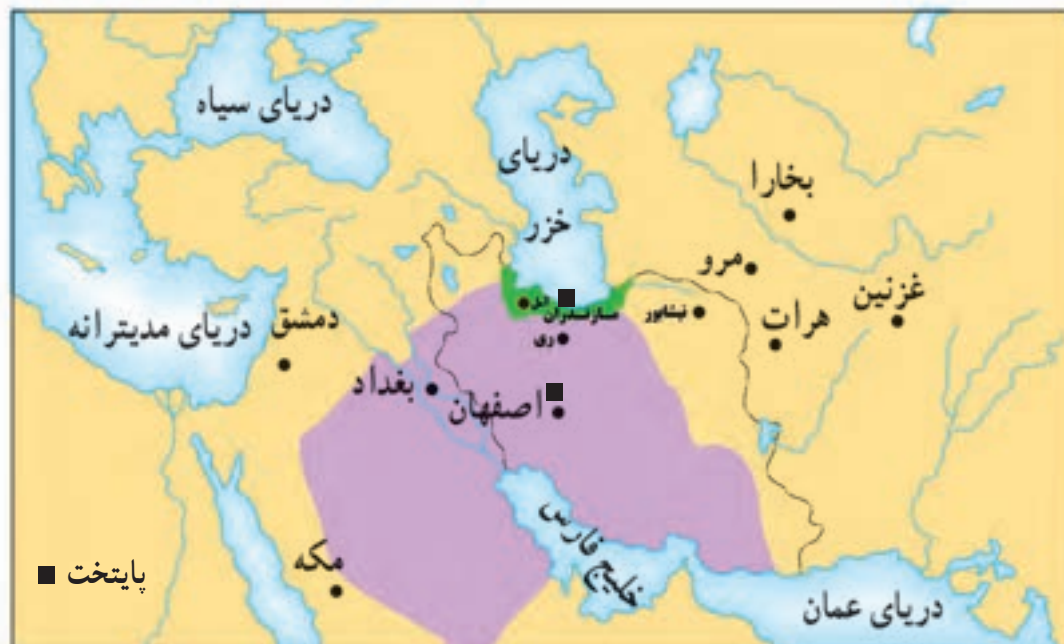 دریای سیاه
دریای
خزر
بخارا
مرو
غزنین
هرات
نیشابور
مازندران
ری
دریای مدیترانه
دمشق
بغداد
اصفهان
خلیج فارس
مکه
دریای عمان
پایتخت